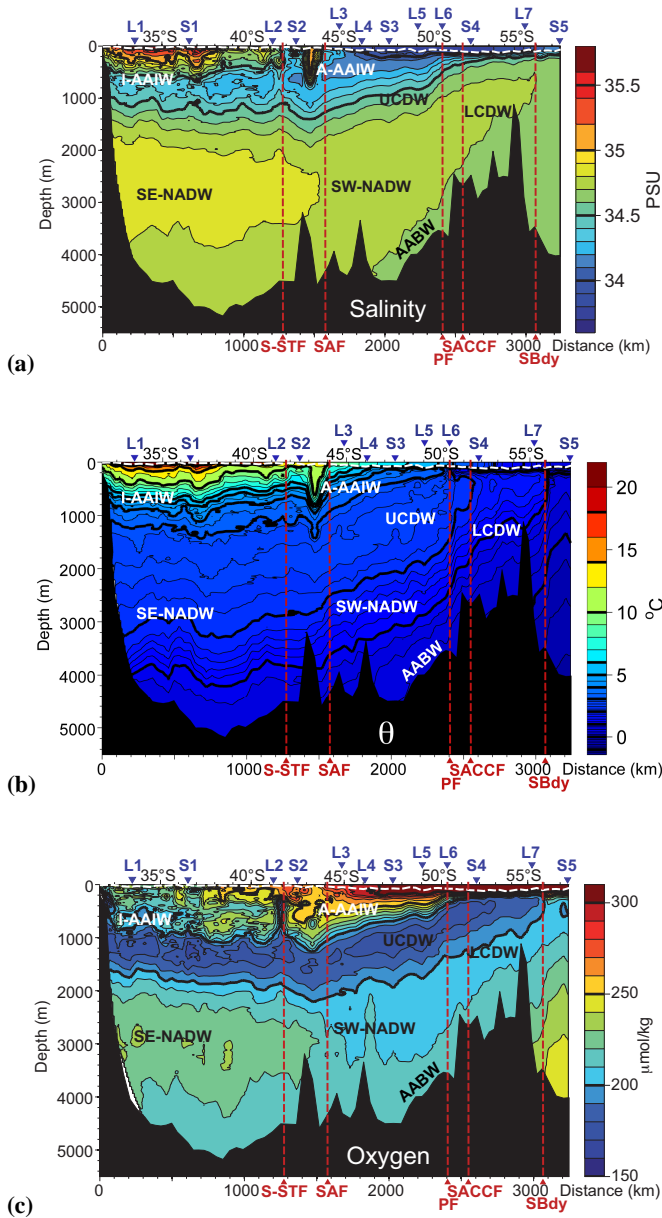 L1 S1 L2 S2 L3 L4 S3 L5 L6 S4 L7 S5
35°S 40°S 45°S 50°S 55°S
0
1000
2000
3000
4000
5000
Depth (m)
I-AAIW A-AAIW
UCDW LCDW
SE-NADW SW-NADW
AABW
Salinity
35.5
35
34.5
34
PSU
0 1000 2000 3000 Distance (km)
S-STF SAF PF SACCF SBdy
(a)
L1 S1 L2 S2 L3 L4 S3 L5 L6 S4 L7 S5
35°S 40°S 45°S 50°S 55°S
0
1000
2000
3000
4000
5000
Depth (m)
I-AAIW A-AAIW
UCDW LCDW
SE-NADW SW-NADW
AABW
θ
20
15
10
5
0
°C
0 1000 2000 3000 Distance (km)
S-STF SAF PF SACCF SBdy
(b)
L1 S1 L2 S2 L3 L4 S3 L5 L6 S4 L7 S5
35°S 40°S 45°S 50°S 55°S
0
1000
2000
3000
4000
5000
Depth (m)
I-AAIW A-AAIW
UCDW LCDW
SE-NADW SW-NADW
AABW
Oxygen
300
250
200
150
μmol/kg
0 1000 2000 3000 Distance (km)
S-STF SAF PF SACCF SBdy
(c)